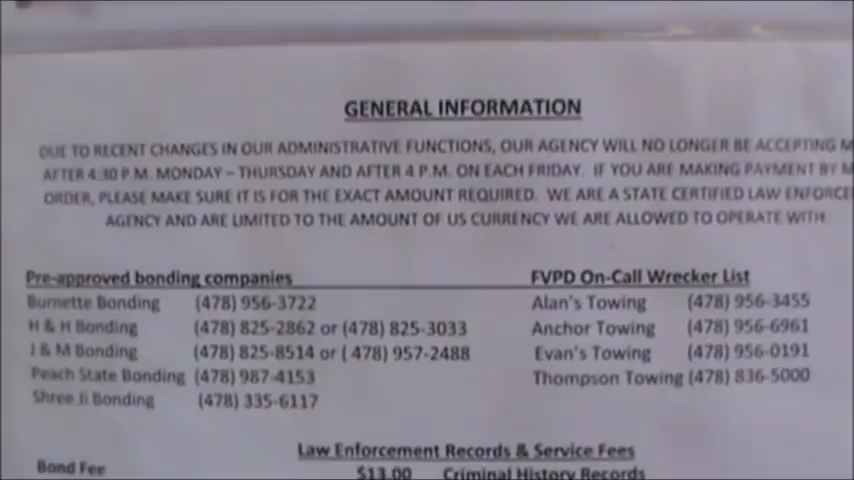 GENERAL INFORMATION
DUE TO RECENT CHANGES IN OUR ADMINISTRATIVE FUNCTIONS, OUR AGENCY WILL NO LONGER BE ACCEPTING
AFTER 4:30 P.M. MONDAY – THURSDAY AND AFTER 4 P.M. ON EACH FRIDAY. IF YOU ARE MAKING PAYMENT BY
ORDER, PLEASE MAKE SURE IT IS FOR THE EXACT AMOUNT REQUIRED. WE ARE A STATE CERTIFIED LAW
AGENCY AND ARE LIMITED TO THE AMOUNT OF US CURRENCY WE ARE ALLOWED TO OPERATE WITH
Pre-approved bonding companies FVPD On-Call Wrecker List
Burnette Bonding (478) 956-3722 Alan's Towing (478) 956-3455
H & H Bonding (478) 825-2862 or (478) 825-3033 Anchor Towing (478) 956-6961
J & M Bonding (478) 825-8514 or ( 478) 957-2488 Evan's Towing (478) 956-0191
Peach State Bonding (478) 987-4153 Thompson Towing (478) 836-5000
Shree Ji Bonding (478) 335-6117
Law Enforcement Records & Service Fees
Bond Fee $13.00 Criminal History Records